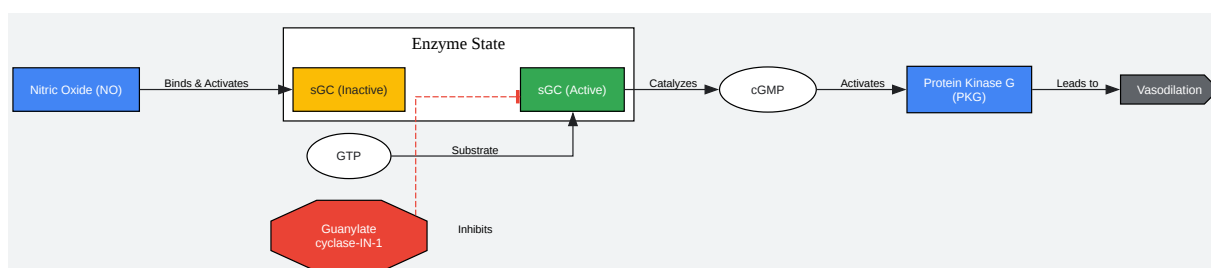 Enzyme State
Nitric Oxide (NO)
Binds & Activates
sGC (Inactive)
sGC (Active)
Catalyzes
cGMP
Activates
Protein Kinase G
(PKG)
Leads to
Vasodilation
GTP
Substrate
Guanylate
cyclase-IN-1
Inhibits